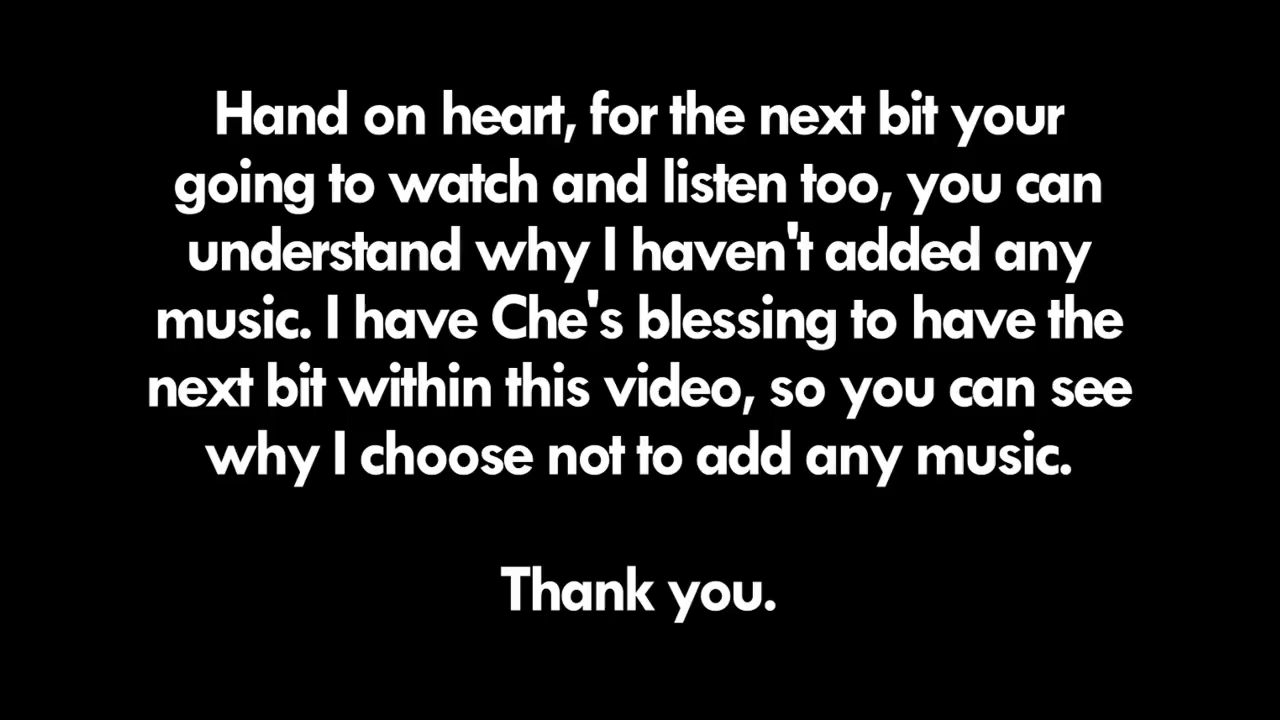 Hand on heart, for the next bit your
going to watch and listen too, you can
understand why I haven't added any
music. I have Che's blessing to have the
next bit within this video, so you can see
why I choose not to add any music.
Thank you.